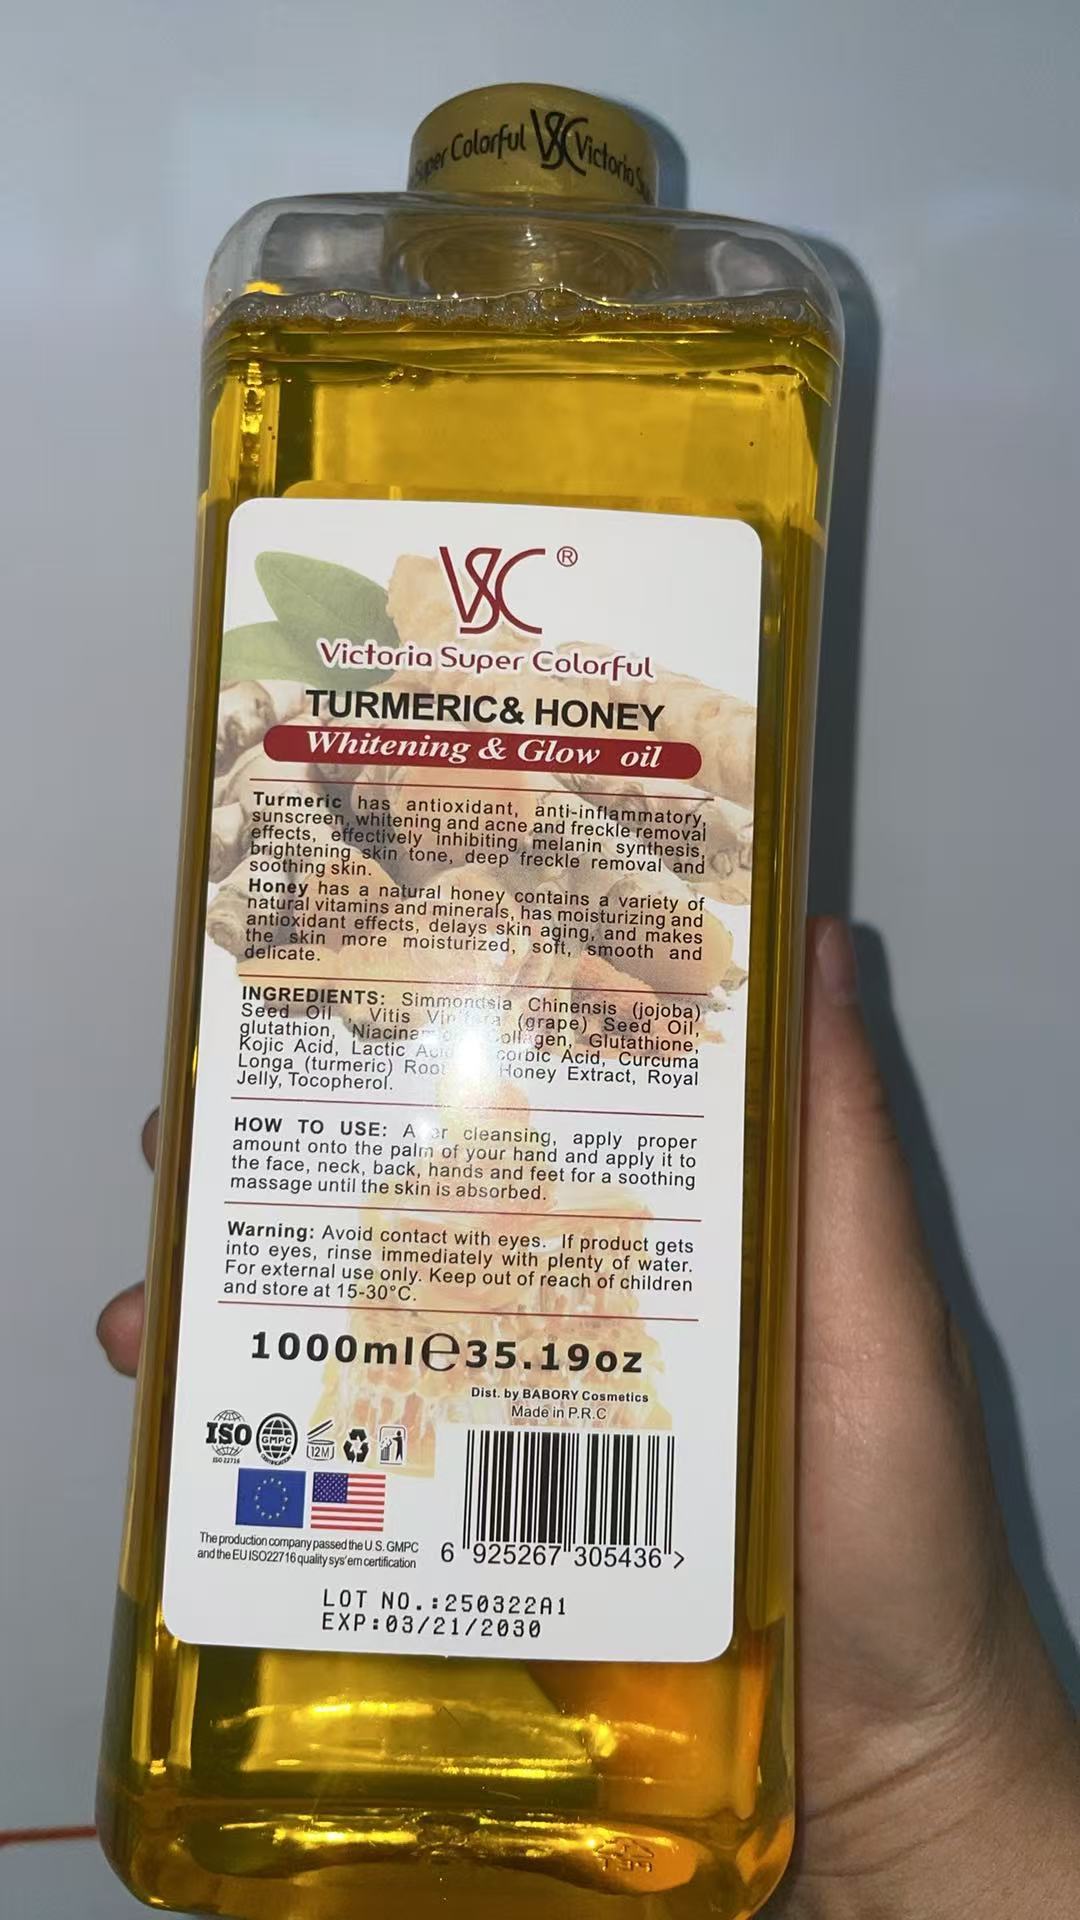 Super Colorful VSC Victoria
VSC®
Victoria Super Colorful
TURMERIC& HONEY
Whitening & Glow oil
Turmeric has antioxidant, anti-inflammatory,
sunscreen, whitening and acne and freckle removal
effects, effectively inhibiting melanin synthesis,
brightening skin tone, deep freckle removal and
soothing skin.
Honey has a natural honey contains a variety of
natural vitamins and minerals, has moisturizing and
antioxidant effects, delays skin aging, and makes
the skin more moisturized, soft, smooth and
delicate.
INGREDIENTS: Simmondsia Chinensis (jojoba)
Seed Oil , Vitis (grape) Seed Oil,
glutathion, Collagen, Glutathione,
Kojic Acid, Lactic Acid Curcuma
Longa (turmeric) Root Honey Extract, Royal
Jelly, Tocopherol.
HOW TO USE: After cleansing, apply proper
amount onto the palm of your hand and apply it to
the face, neck, back, hands and feet for a soothing
massage until the skin is absorbed.
Warning: Avoid contact with eyes. If product gets
into eyes, rinse immediately with plenty of water.
For external use only. Keep out of reach of children
and store at 15-30°C.
1000ml℮35.19oz
Dist. by BABORY Cosmetics
Made in P.R.C
ISO GMPC 12M
ISO 22716
The production company passed the U.S. GMPC
and the EU ISO22716 quality system certification
6 925267 305436 >
LOT NO.:250322A1
EXP:03/21/2030